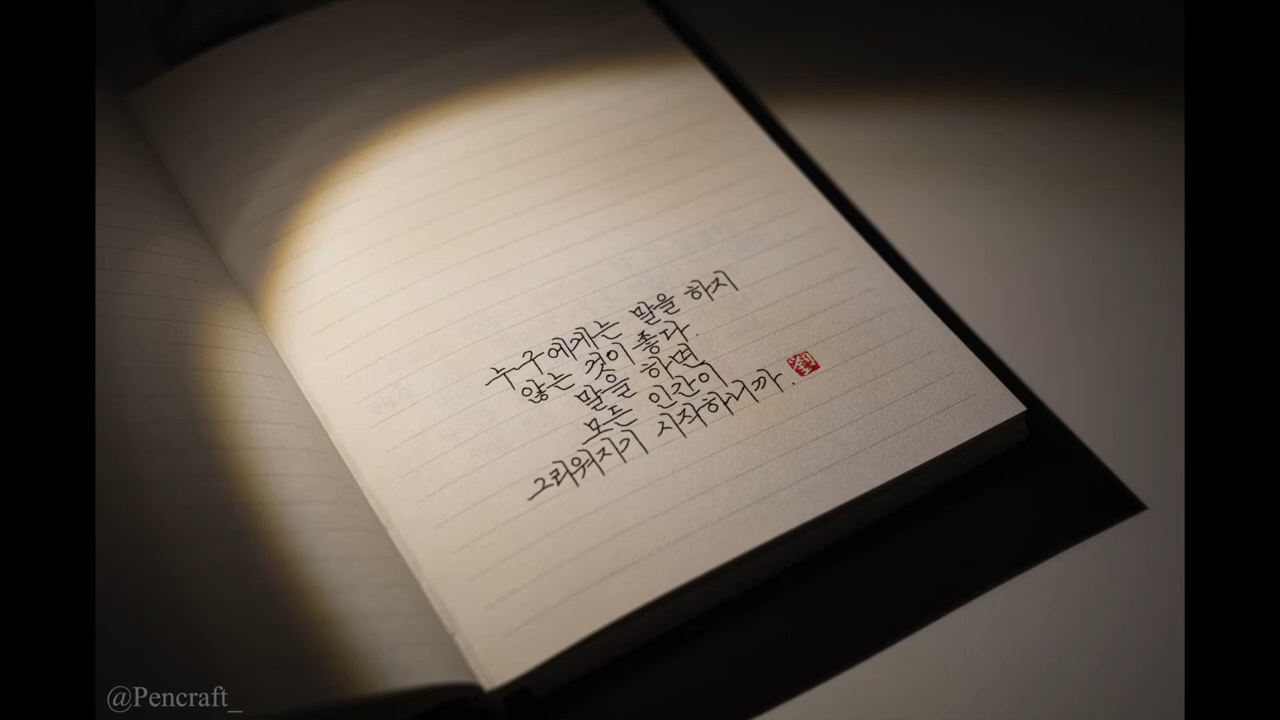 누구에게는 말을 하지
않는 것이 좋다.
말을 하면,
모든 인간이
그리워지기 시작하니까.
@Pencraft_